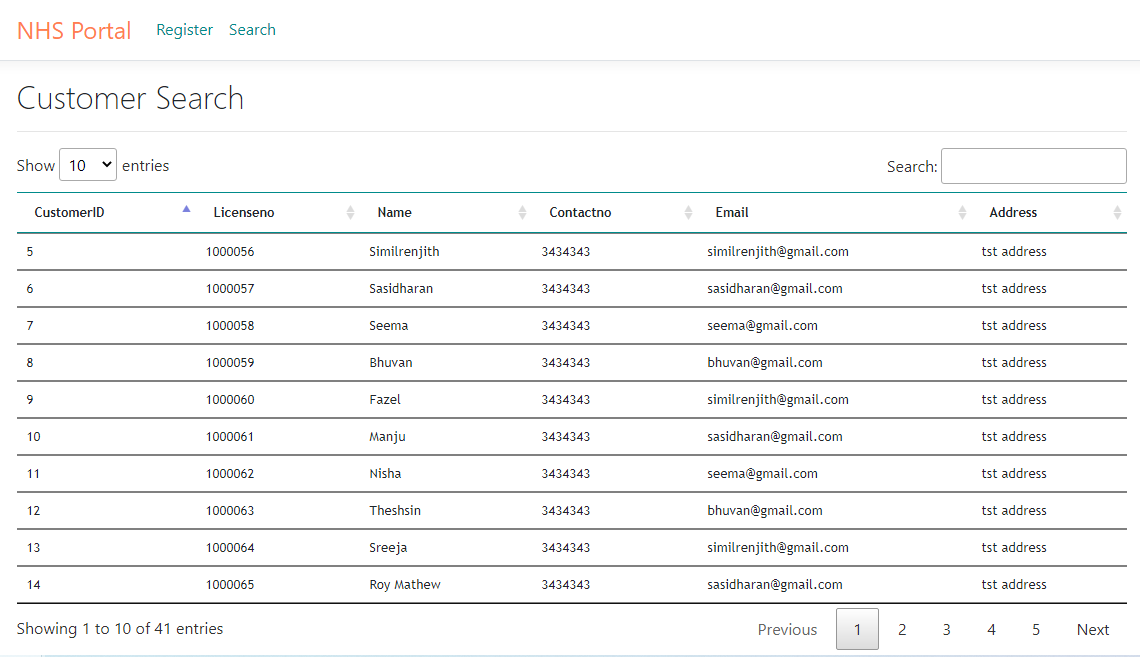 NHS Portal Register Search
Customer Search
Show 10 entries Search:
CustomerID Licenseno Name Contactno Email Address
5 1000056 Similrenjith 3434343 similrenjith@gmail.com tst address
6 1000057 Sasidharan 3434343 sasidharan@gmail.com tst address
7 1000058 Seema 3434343 seema@gmail.com tst address
8 1000059 Bhuvan 3434343 bhuvan@gmail.com tst address
9 1000060 Fazel 3434343 similrenjith@gmail.com tst address
10 1000061 Manju 3434343 sasidharan@gmail.com tst address
11 1000062 Nisha 3434343 seema@gmail.com tst address
12 1000063 Theshsin 3434343 bhuvan@gmail.com tst address
13 1000064 Sreeja 3434343 similrenjith@gmail.com tst address
14 1000065 Roy Mathew 3434343 sasidharan@gmail.com tst address
Showing 1 to 10 of 41 entries Previous 1 2 3 4 5 Next